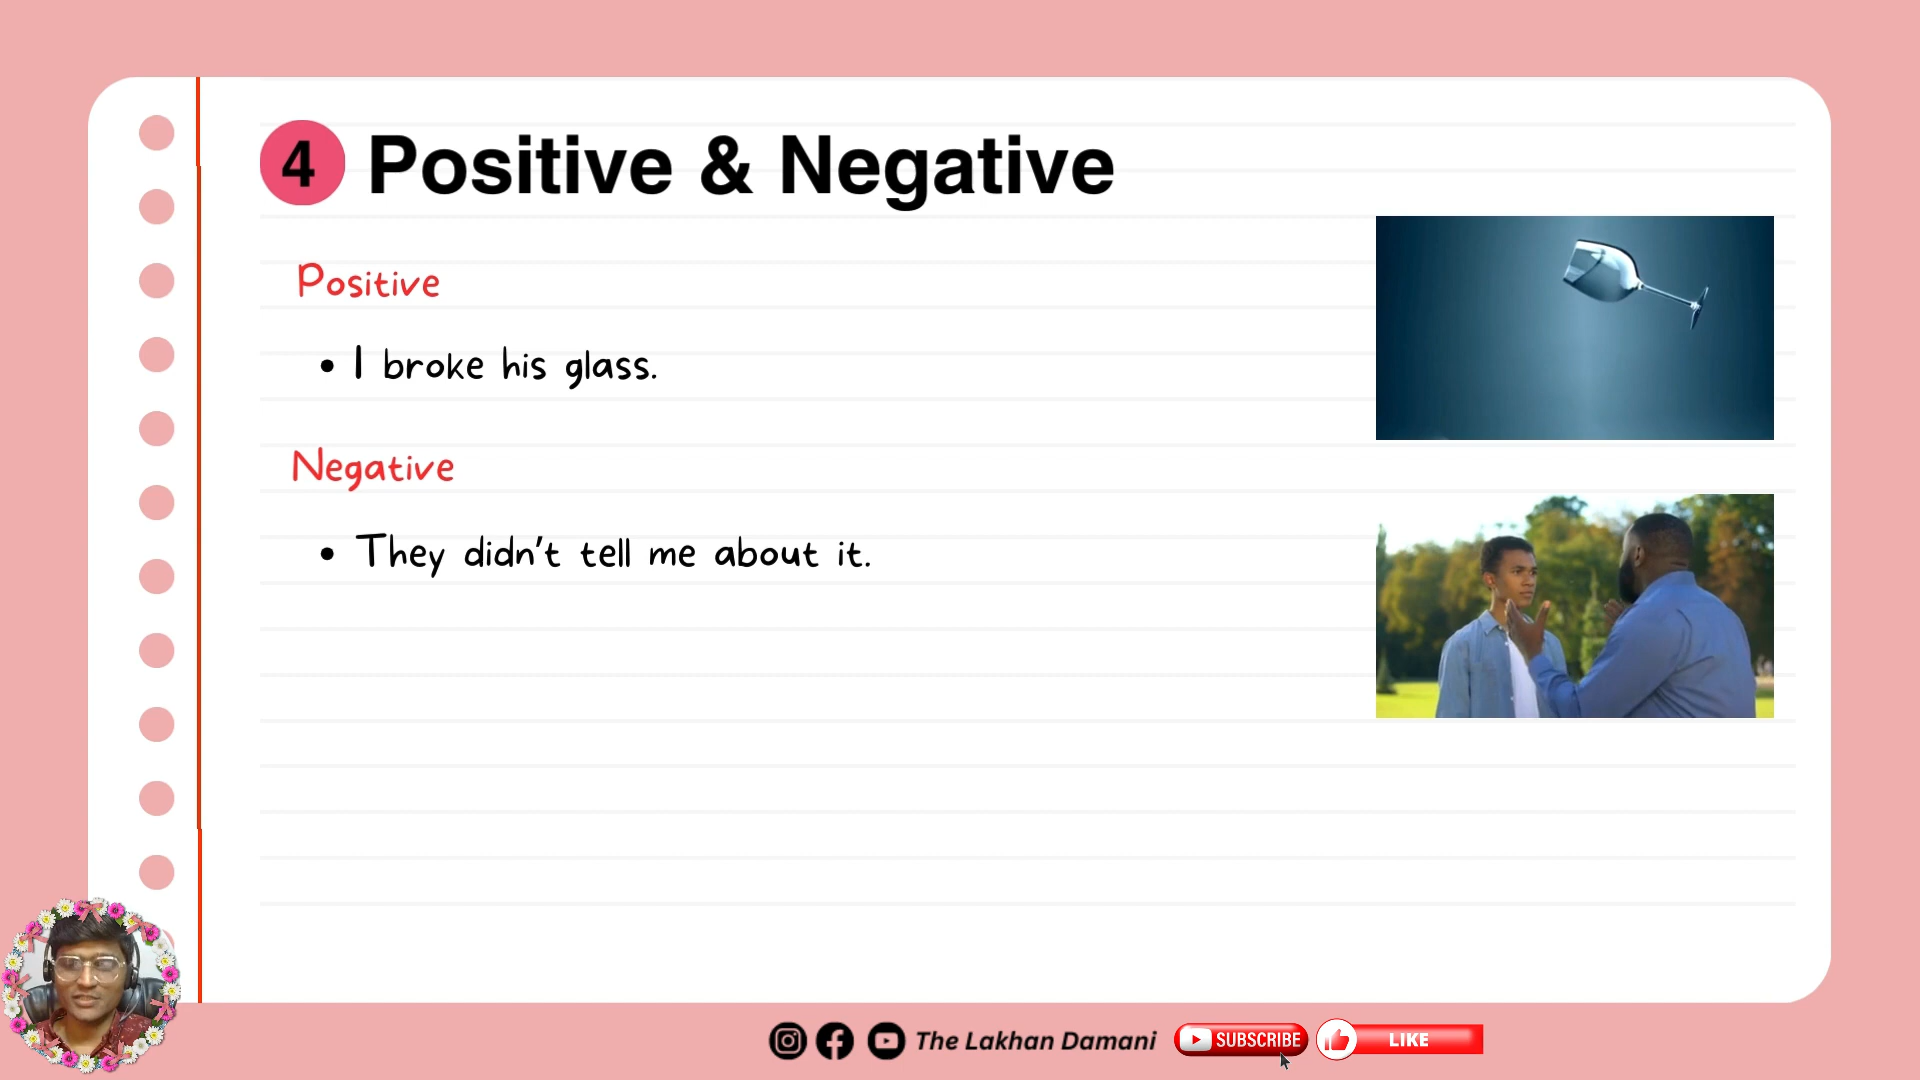 4 Positive & Negative
Positive
• I broke his glass.
Negative
• They didn't tell me about it.
The Lakhan Damani SUBSCRIBE LIKE